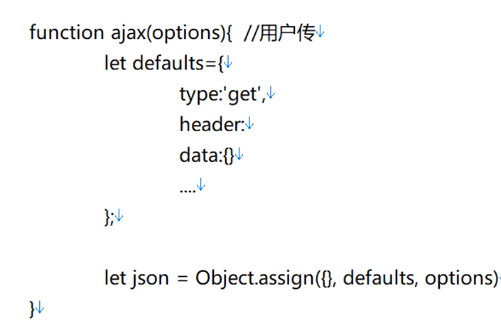 function ajax(options){ //用户传↓
let defaults={↓
type:'get',↓
header:↓
data:{}↓
....↓
};↓
let json = Object.assign({}, defaults, options)
}↓